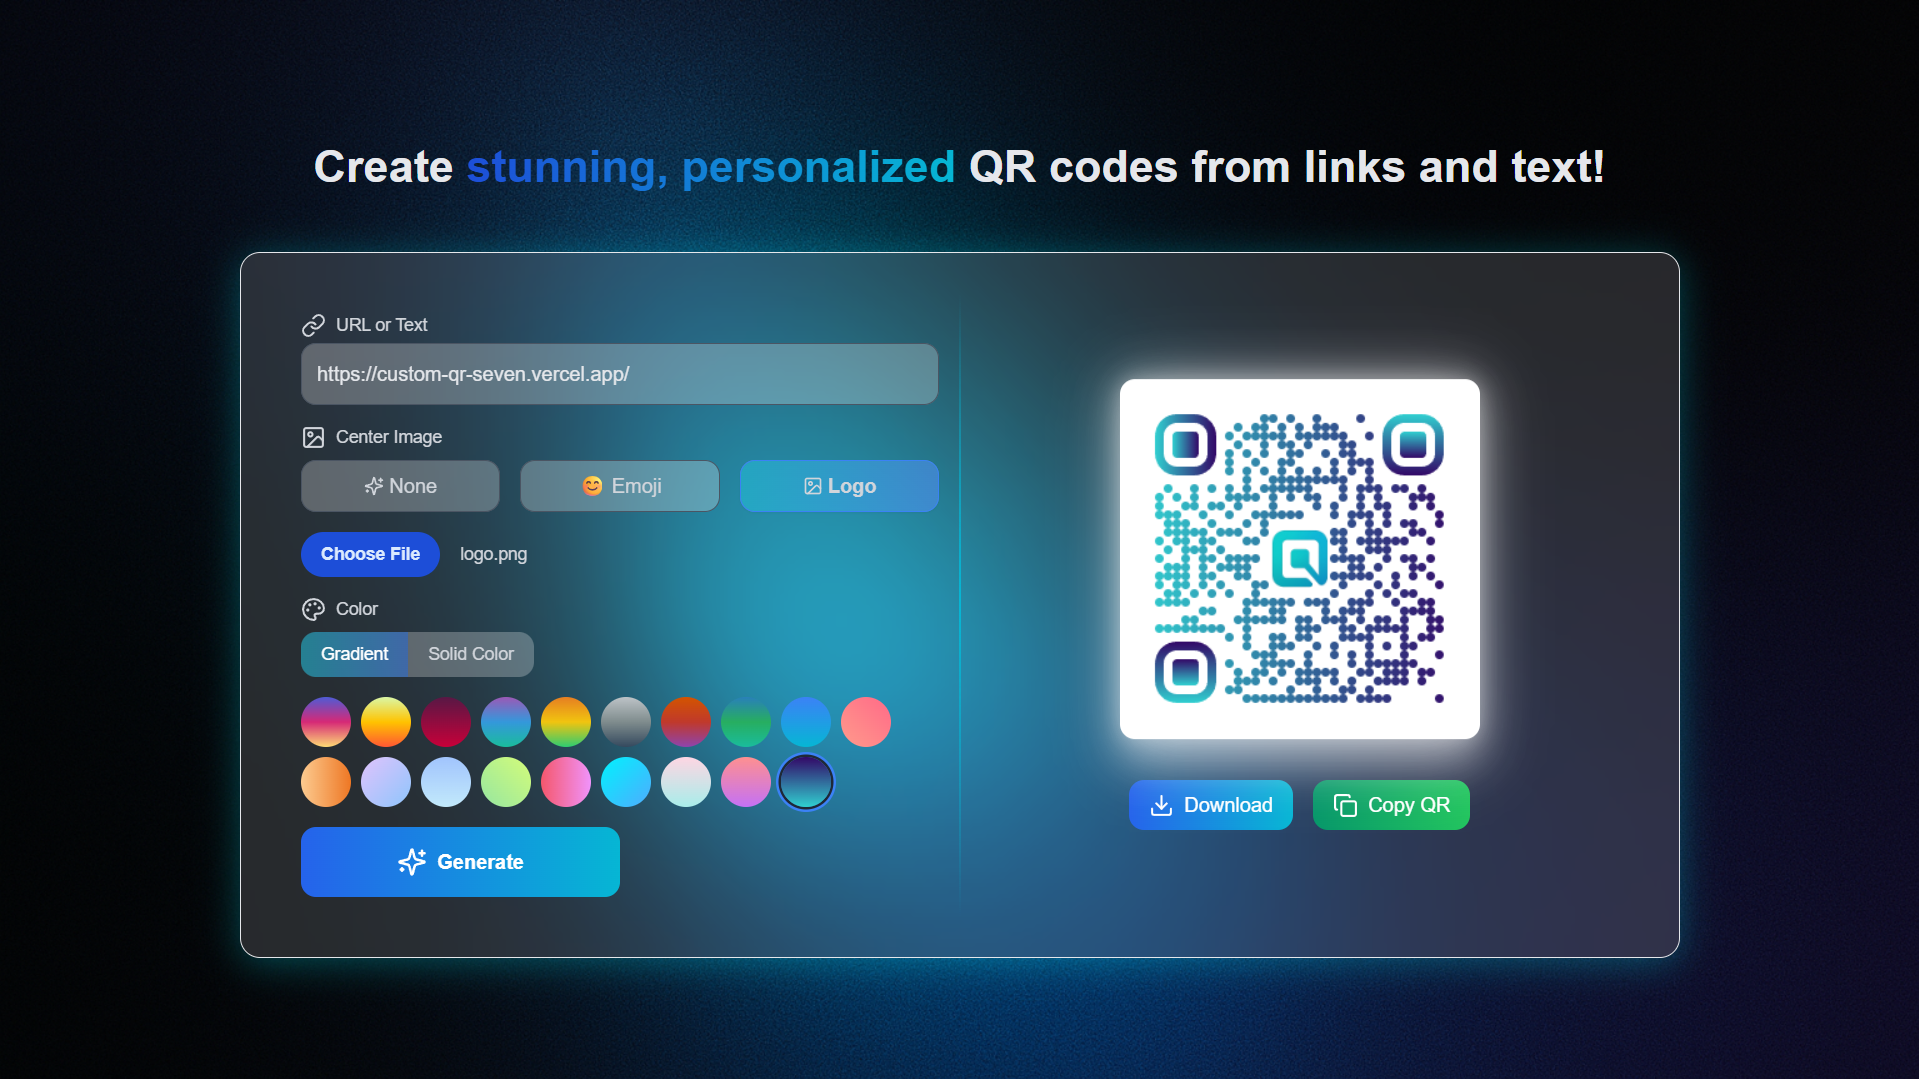 Create stunning, personalized QR codes from links and text!
URL or Text
https://custom-qr-seven.vercel.app/
Center Image
None
😊 Emoji
Logo
Choose File
logo.png
Color
Gradient
Solid Color
Generate
Download
Copy QR